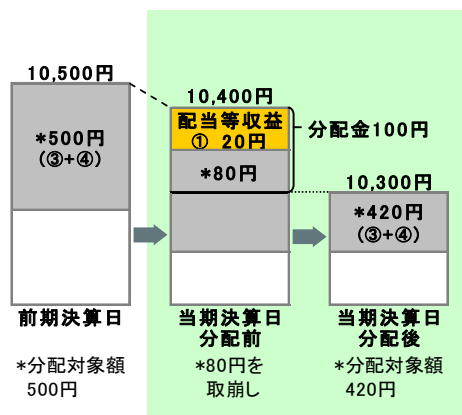 10,500円
*500円
(③+④)
前期決算日
*分配対象額
500円
10,400円
配当等収益
① 20円
*80円
分配金100円
当期決算日
分配前
*80円を
取崩し
10,300円
*420円
(③+④)
当期決算日
分配後
*分配対象額
420円